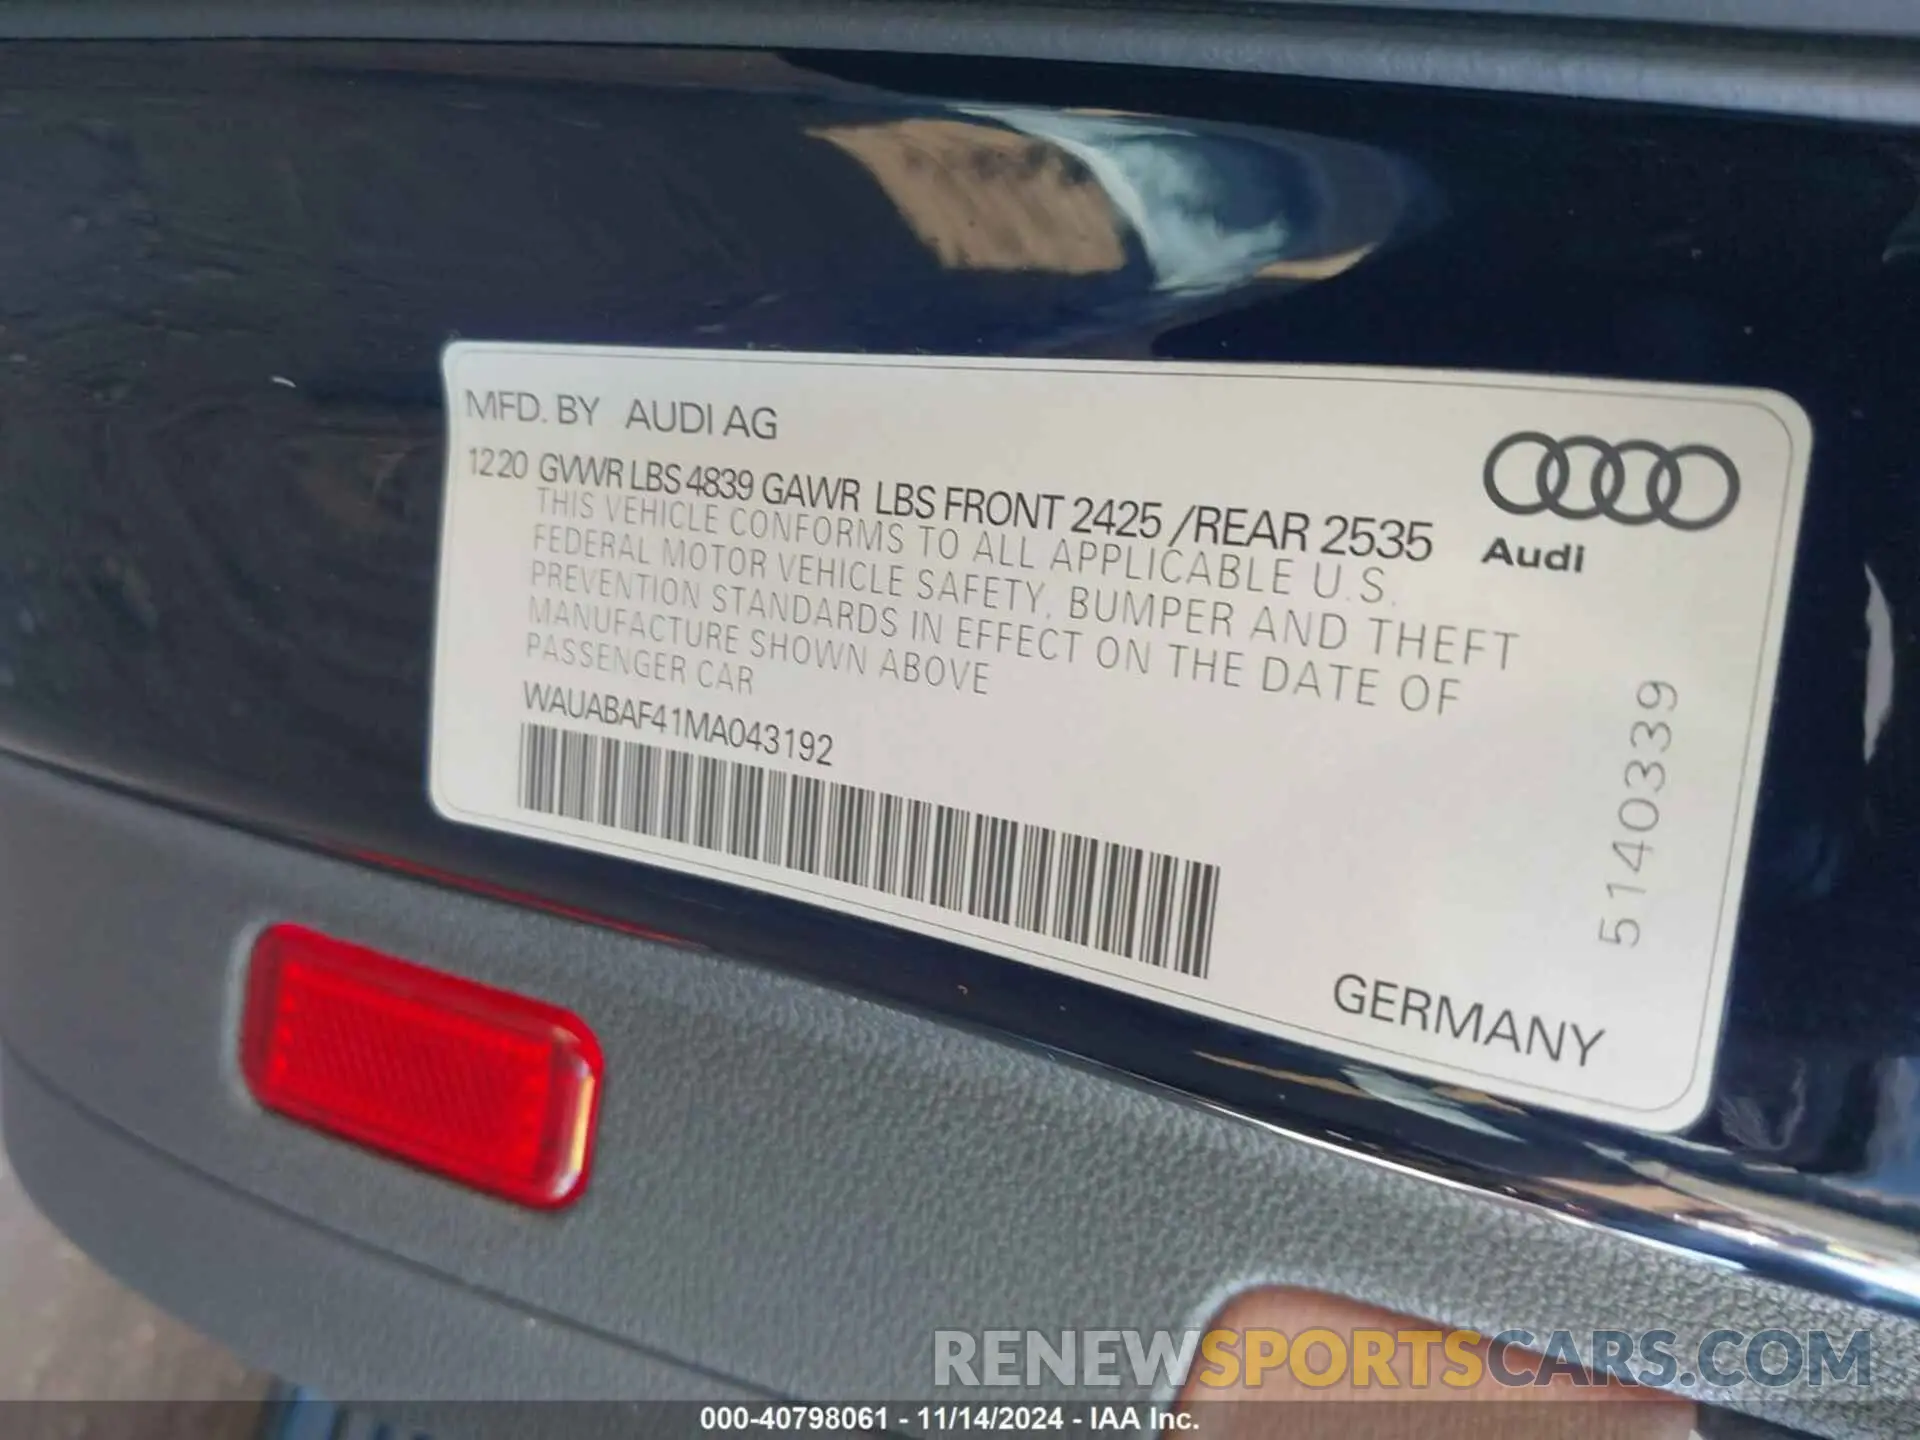 MFD. BY AUDI AG
1220 GVWR LBS 4839 GAWR LBS FRONT 2425 /REAR 2535
THIS VEHICLE CONFORMS TO ALL APPLICABLE U.S.
FEDERAL MOTOR VEHICLE SAFETY, BUMPER AND THEFT
PREVENTION STANDARDS IN EFFECT ON THE DATE OF
MANUFACTURE SHOWN ABOVE
PASSENGER CAR
WAUABAF41MA043192
Audi
5140339
GERMANY
RENEWSPORTSCARS.COM
000-40798061 - 11/14/2024 - IAA Inc.